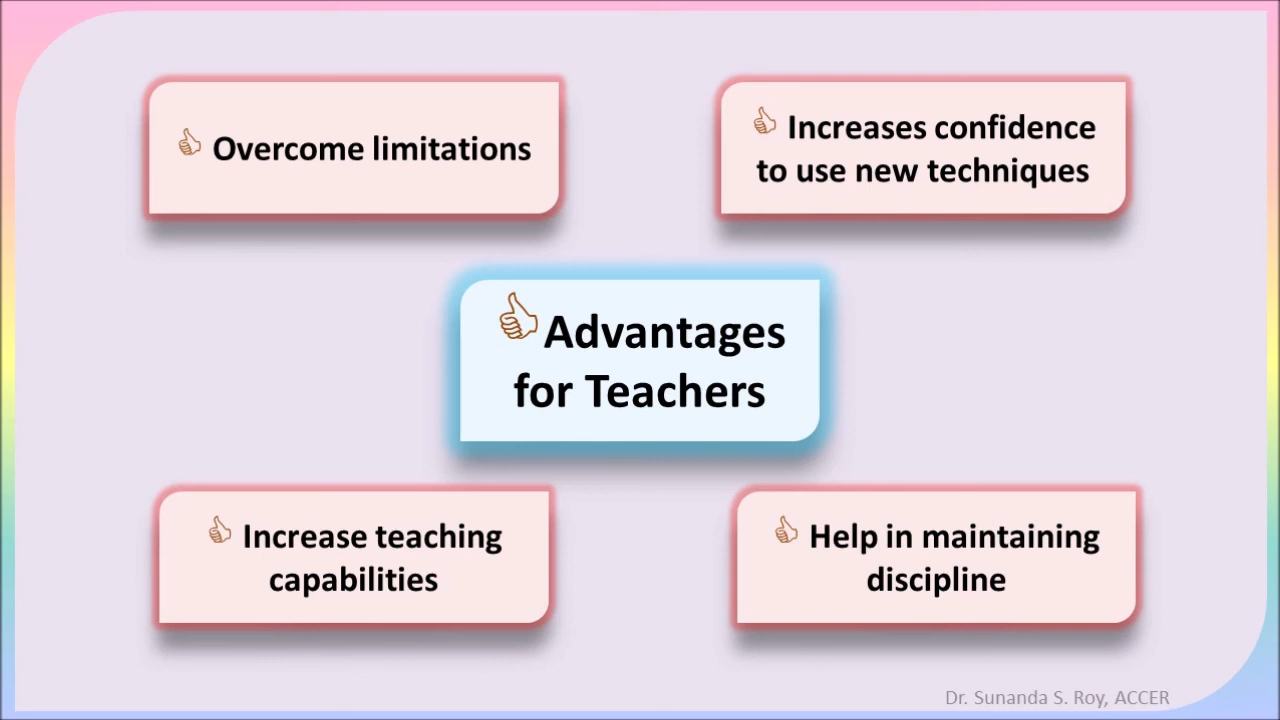 Overcome limitations
Increases confidence
to use new techniques
Advantages
for Teachers
Increase teaching
capabilities
Help in maintaining
discipline
Dr. Sunanda S. Roy, ACCER